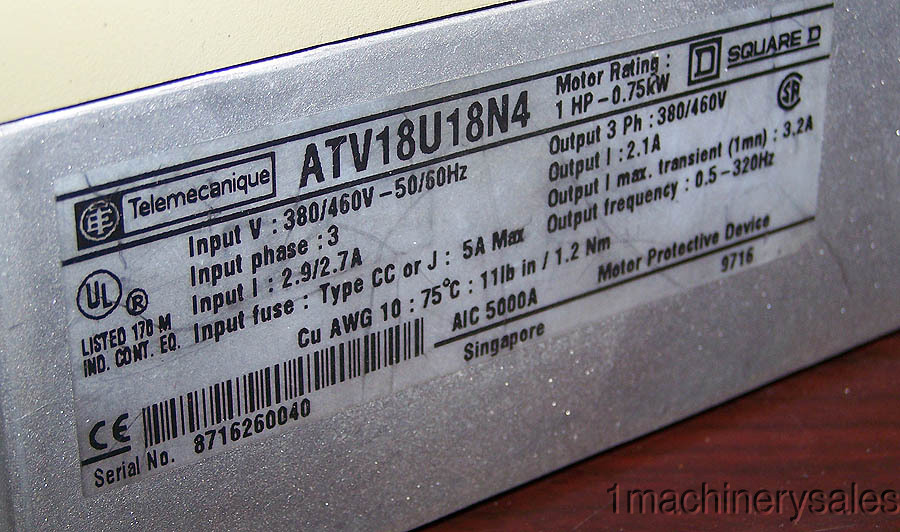 Telemecanique
ATV18U18N4
Motor Rating :
1 HP - 0.75kW
SQUARE D
Input V : 380/460V - 50/60Hz
Input phase : 3
Input I : 2.9/2.7A
Input fuse : Type CC or J : 5A Max
Cu AWG 10 : 75°C : 11lb in / 1.2 Nm
AIC 5000A
Output 3 Ph : 380/460V
Output I : 2.1A
Output I max. transient (1mn) : 3.2A
Output frequency : 0.5 - 320Hz
Motor Protective Device
9716
Singapore
UL ®
LISTED 170 M
IND. CONT. EQ.
CE
Serial No. 8716260040
1machinerysales